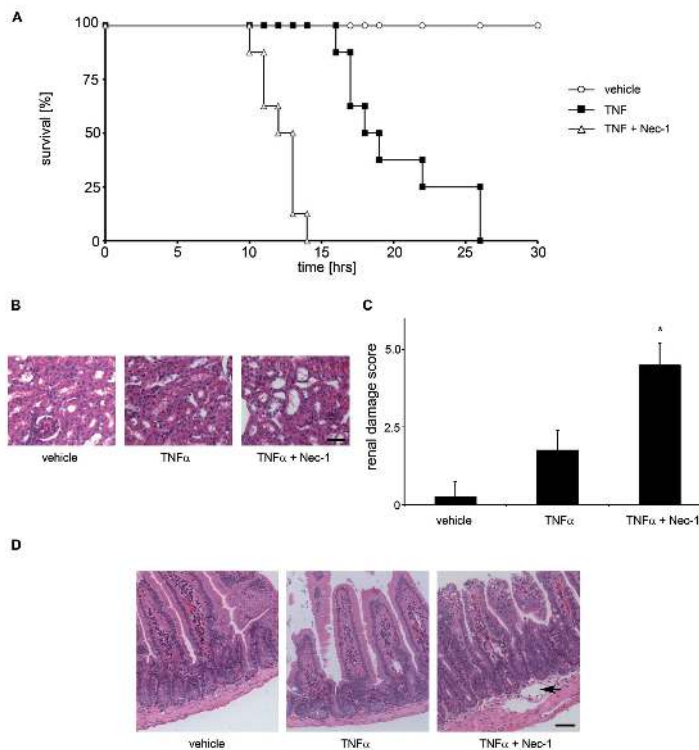 A
100
75
50
25
0
survival [%]
0 5 10 15 20 25 30
time [hrs]
vehicle
TNF
TNF + Nec-1
B
vehicle TNFα TNFα + Nec-1
C
5.0
2.5
0
renal damage score
*
vehicle TNFα TNFα + Nec-1
D
vehicle TNFα TNFα + Nec-1